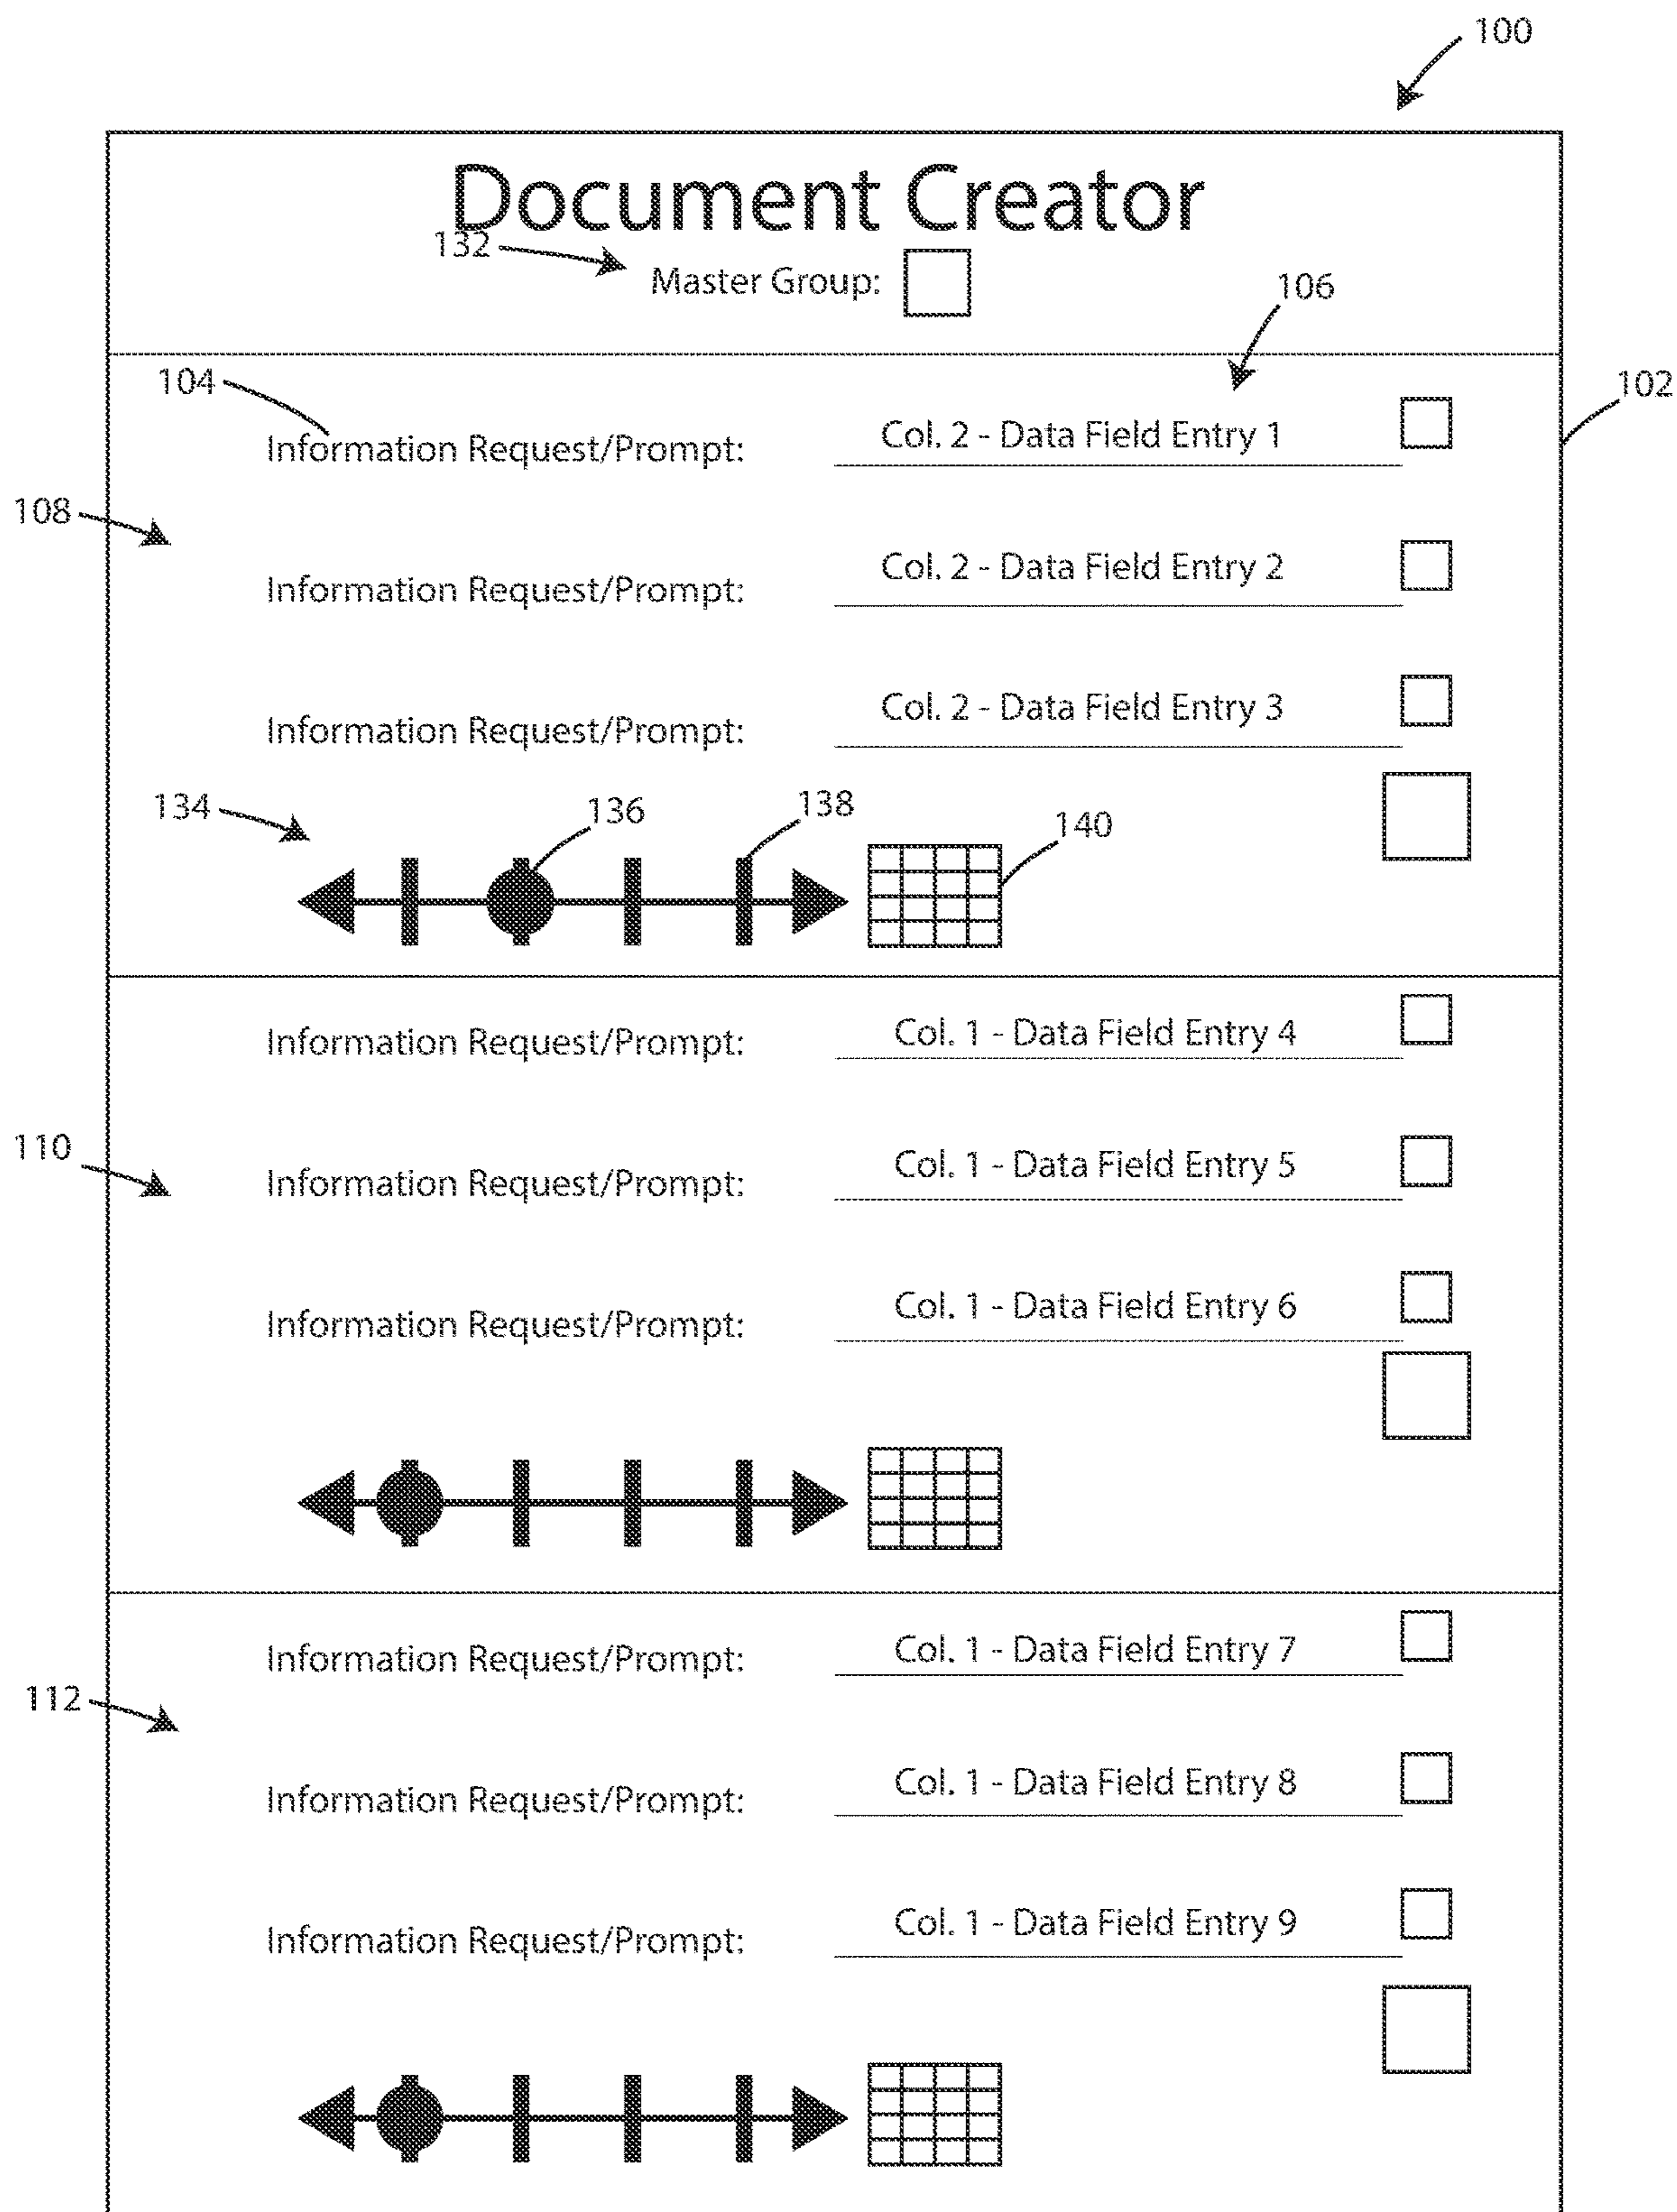 100
Document Creator
132
Master Group:
106
104
102
Information Request/Prompt: Col. 2 - Data Field Entry 1
108
Information Request/Prompt: Col. 2 - Data Field Entry 2
Information Request/Prompt: Col. 2 - Data Field Entry 3
134 136 138 140
Information Request/Prompt: Col. 1 - Data Field Entry 4
110
Information Request/Prompt: Col. 1 - Data Field Entry 5
Information Request/Prompt: Col. 1 - Data Field Entry 6
Information Request/Prompt: Col. 1 - Data Field Entry 7
112
Information Request/Prompt: Col. 1 - Data Field Entry 8
Information Request/Prompt: Col. 1 - Data Field Entry 9